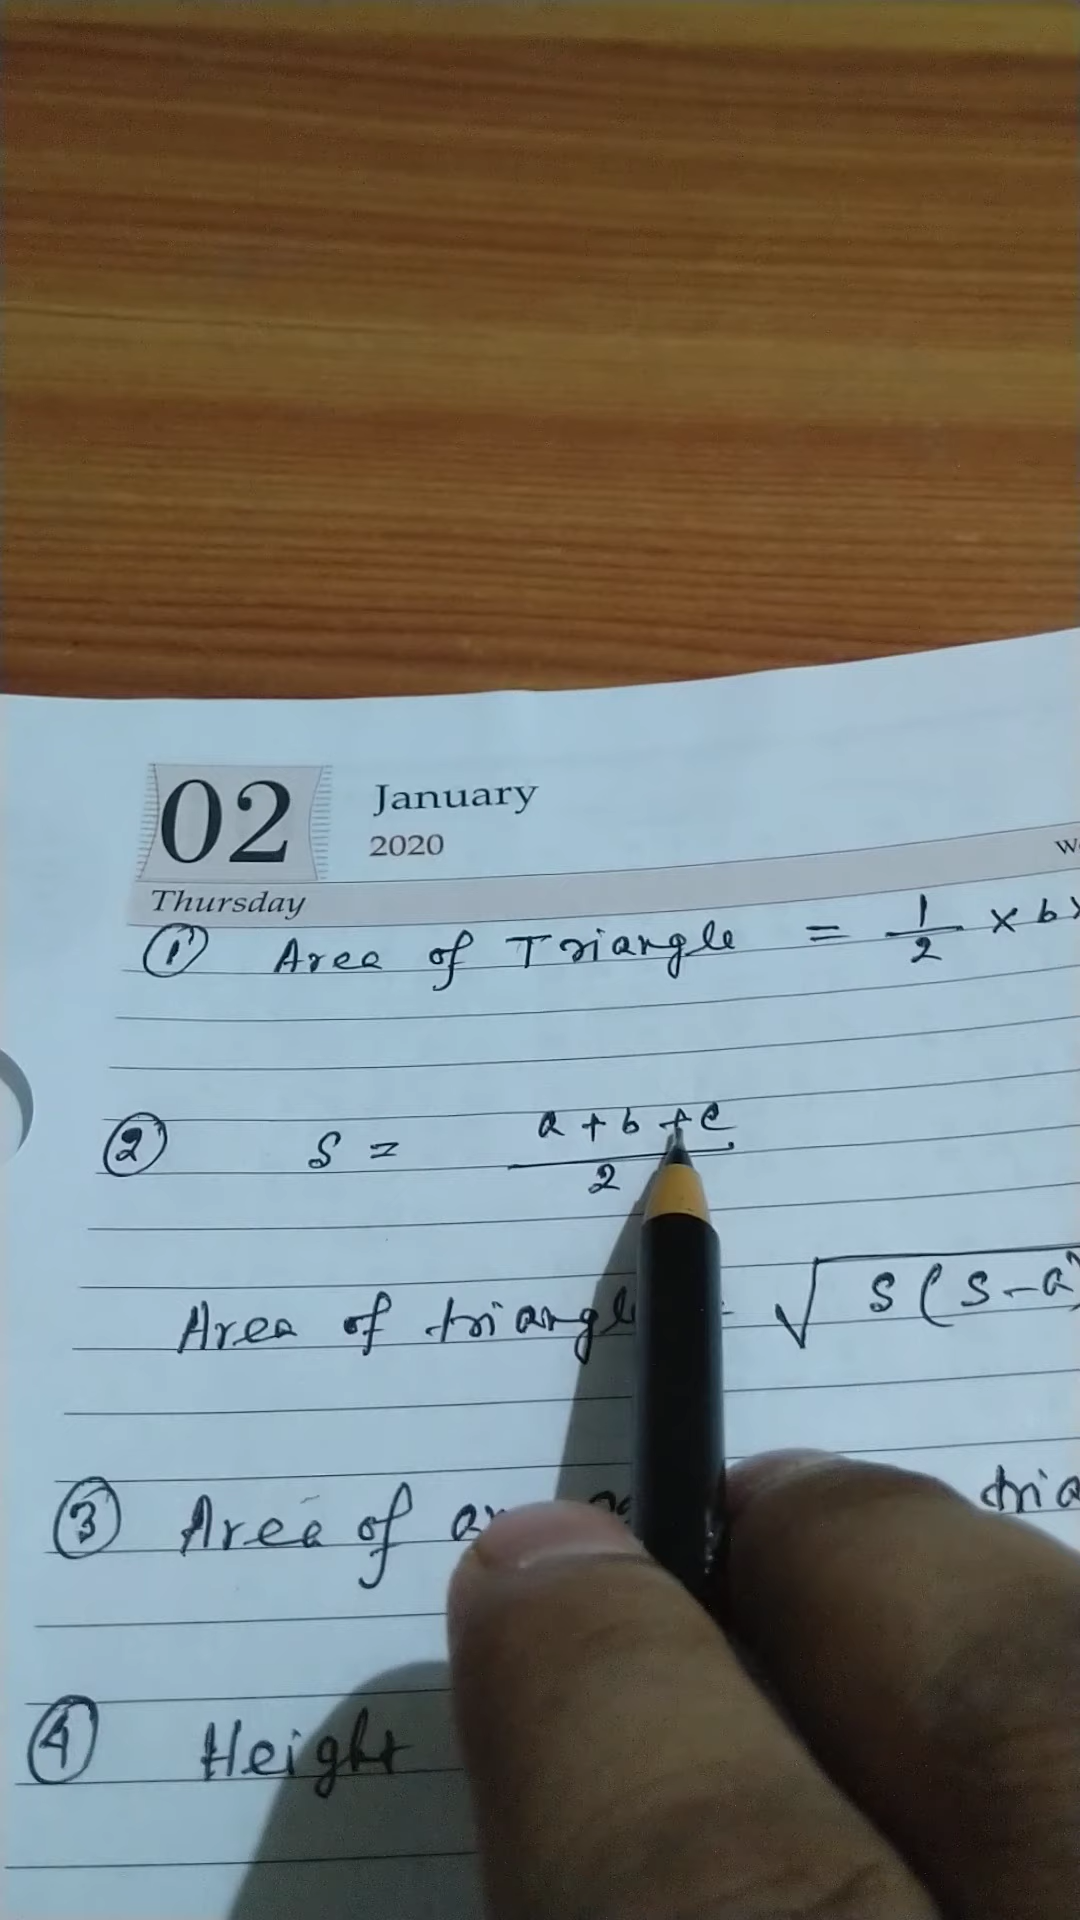 02
January
2020
Thursday
① Area of Triangle = 1/2 × b ×
② S = a + b + c / 2
Area of triangle = √ S ( S - a )
③ Area of
④ Height